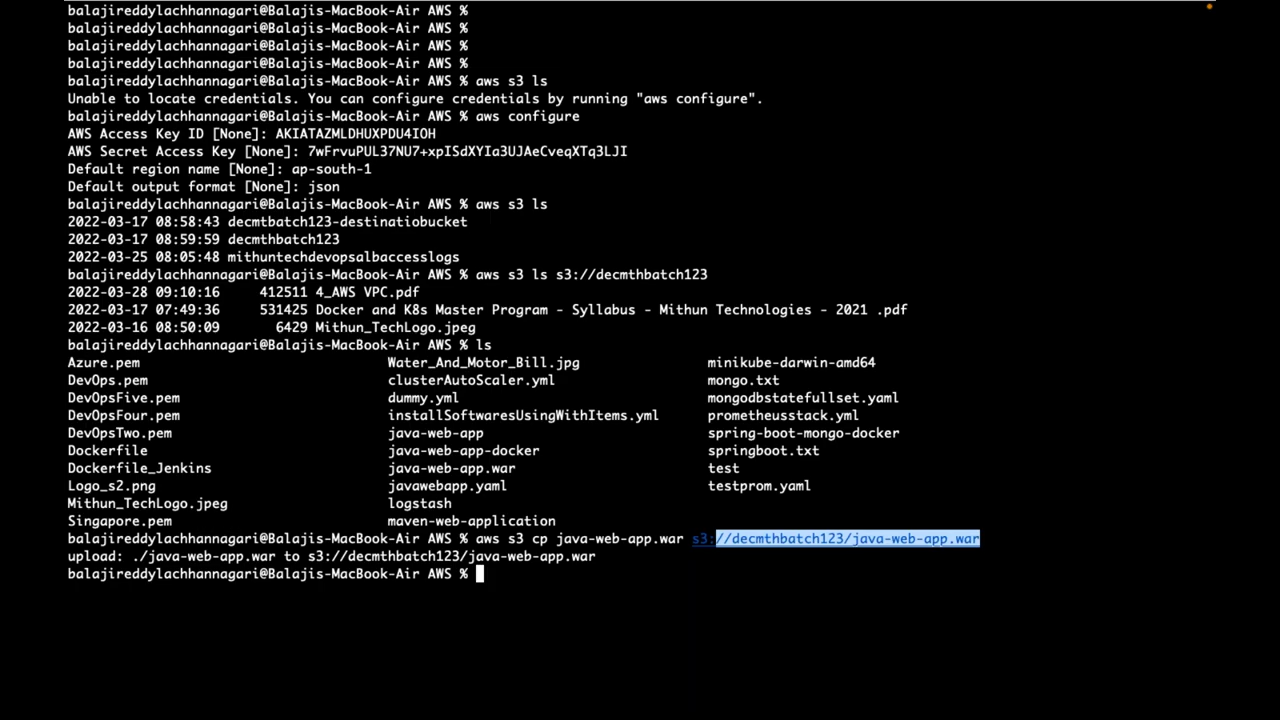 balajireddylachhannagari@Balajis-MacBook-Air AWS %
balajireddylachhannagari@Balajis-MacBook-Air AWS %
balajireddylachhannagari@Balajis-MacBook-Air AWS %
balajireddylachhannagari@Balajis-MacBook-Air AWS %
balajireddylachhannagari@Balajis-MacBook-Air AWS % aws s3 ls
Unable to locate credentials. You can configure credentials by running "aws configure".
balajireddylachhannagari@Balajis-MacBook-Air AWS % aws configure
AWS Access Key ID [None]: AKIATAZMLDHUXPDU4IOH
AWS Secret Access Key [None]: 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
Default region name [None]: ap-south-1
Default output format [None]: json
balajireddylachhannagari@Balajis-MacBook-Air AWS % aws s3 ls
2022-03-17 08:58:43 decmtbatch123-destinatiobucket
2022-03-17 08:59:59 decmthbatch123
2022-03-25 08:05:48 mithuntechdevopsalbaccesslogs
balajireddylachhannagari@Balajis-MacBook-Air AWS % aws s3 ls s3://decmthbatch123
2022-03-28 09:10:16     412511 4_AWS VPC.pdf
2022-03-17 07:49:36     531425 Docker and K8s Master Program - Syllabus - Mithun Technologies - 2021 .pdf
2022-03-16 08:50:09       6429 Mithun_TechLogo.jpeg
balajireddylachhannagari@Balajis-MacBook-Air AWS % ls
Azure.pem                               Water_And_Motor_Bill.jpg                minikube-darwin-amd64
DevOps.pem                              clusterAutoScaler.yml                   mongo.txt
DevOpsFive.pem                          dummy.yml                               mongodbstatefullset.yaml
DevOpsFour.pem                          installSoftwaresUsingWithItems.yml      prometheusstack.yml
DevOpsTwo.pem                           java-web-app                            spring-boot-mongo-docker
Dockerfile                              java-web-app-docker                     springboot.txt
Dockerfile_Jenkins                      java-web-app.war                        test
Logo_s2.png                             javawebapp.yaml                         testprom.yaml
Mithun_TechLogo.jpeg                    logstash
Singapore.pem                           maven-web-application
balajireddylachhannagari@Balajis-MacBook-Air AWS % aws s3 cp java-web-app.war s3://decmthbatch123/java-web-app.war
upload: ./java-web-app.war to s3://decmthbatch123/java-web-app.war
balajireddylachhannagari@Balajis-MacBook-Air AWS %